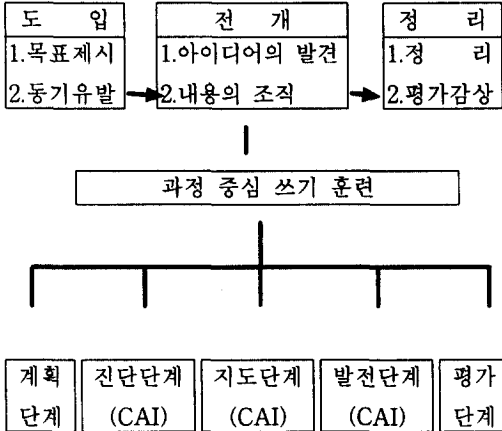 도 입
1.목표제시
2.동기유발
전 개
1.아이디어의 발견
2.내용의 조직
정 리
1.정 리
2.평가감상
과정 중심 쓰기 훈련
계획
단계
진단단계
(CAI)
지도단계
(CAI)
발전단계
(CAI)
평가
단계